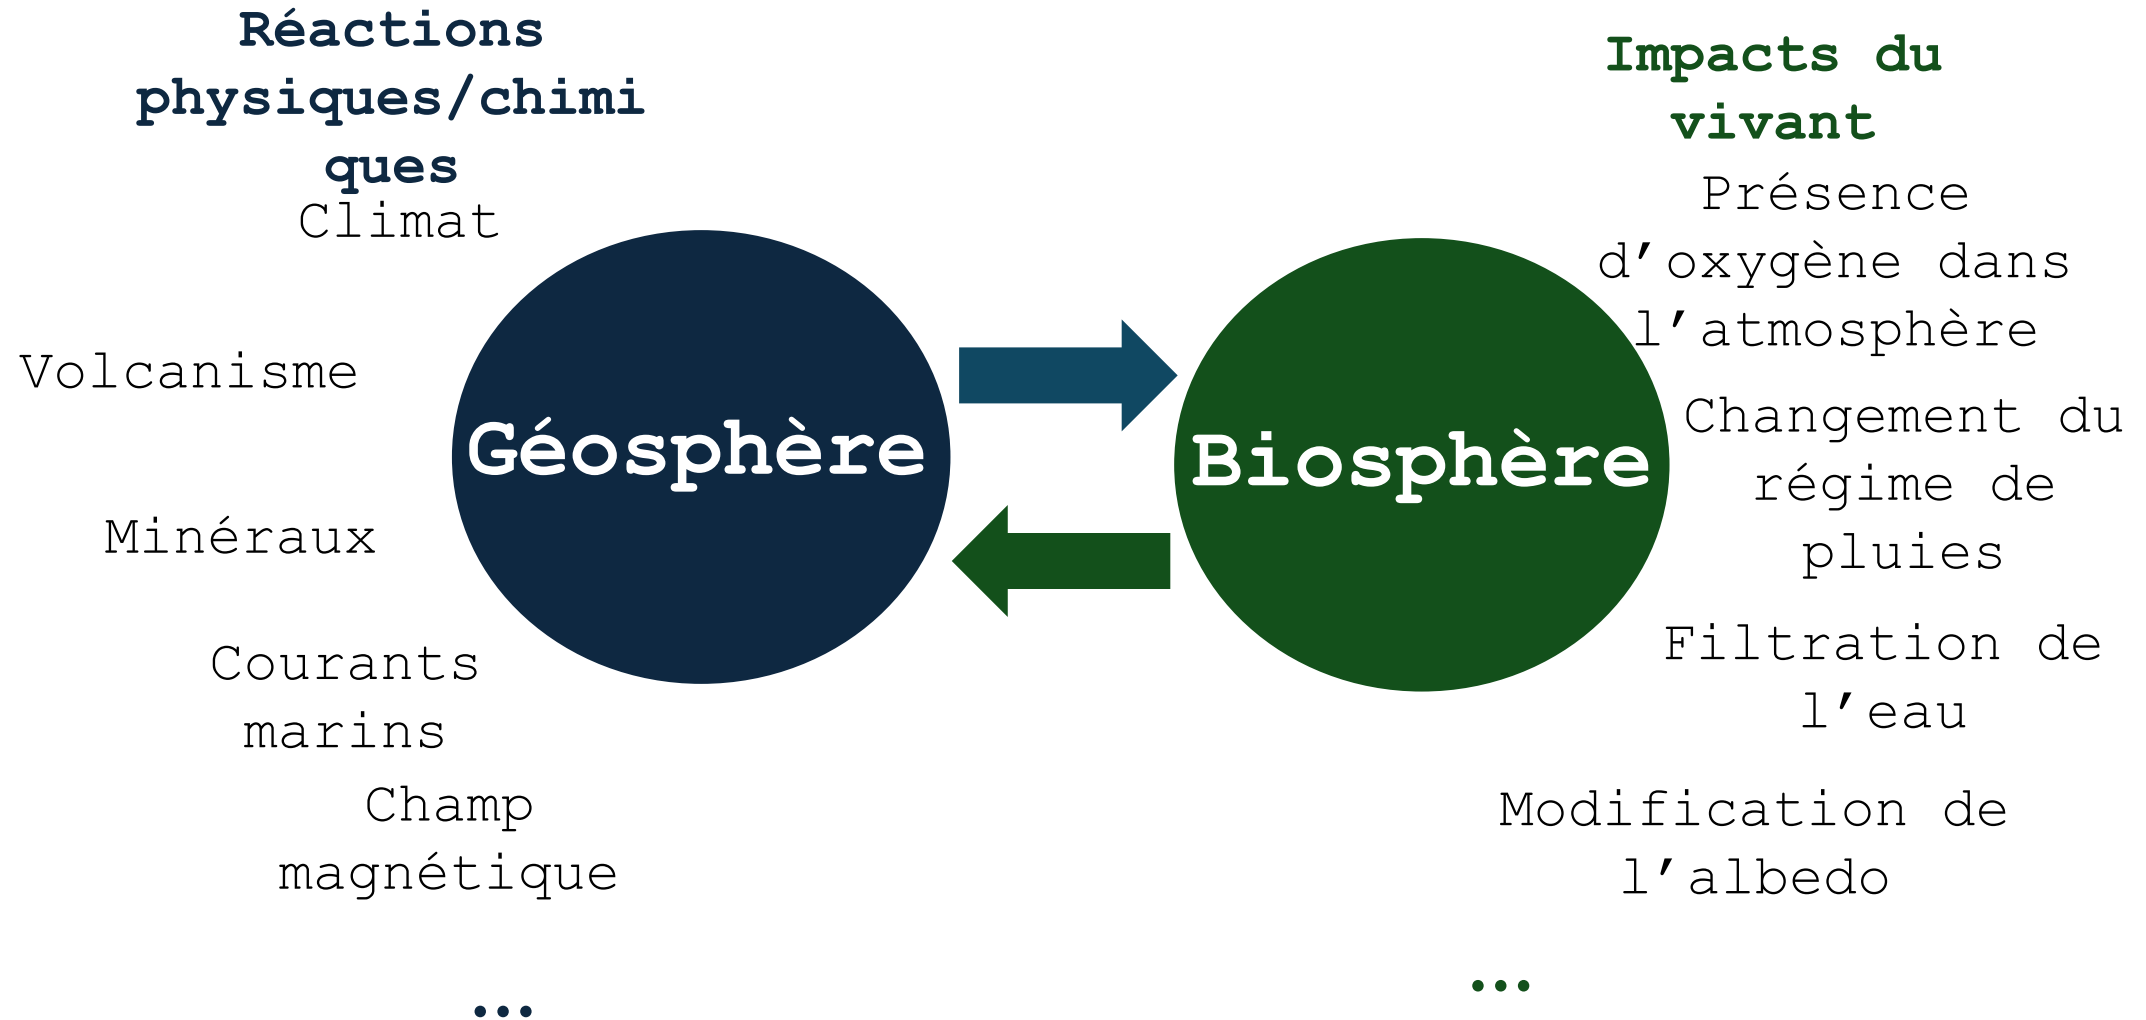 Réactions
physiques/chimi
ques
Climat
Volcanisme
Minéraux
Courants
marins
Champ
magnétique
...
Géosphère
Biosphère
Impacts du
vivant
Présence
d’oxygène dans
l’atmosphère
Changement du
régime de
pluies
Filtration de
l’eau
Modification de
l’albedo
...